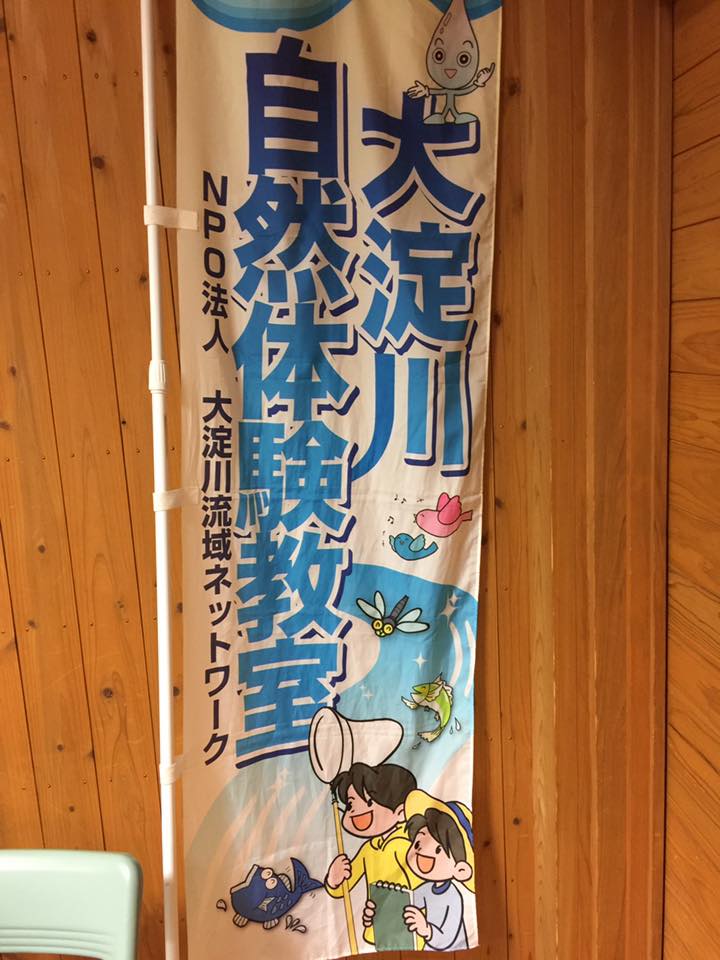 大淀川
自然体験教室
NPO法人 大淀川流域ネットワーク